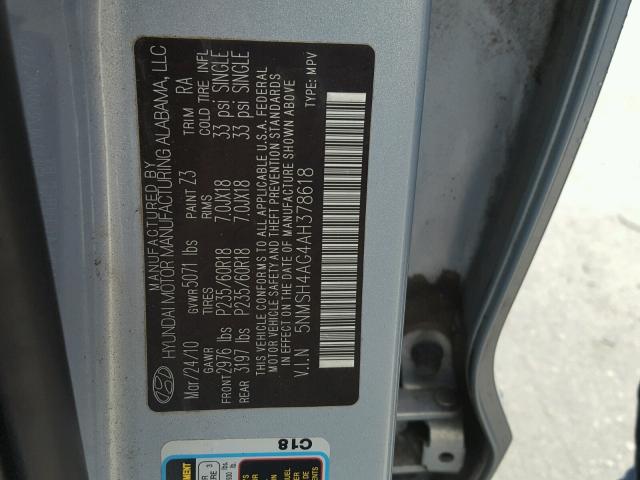 MANUFACTURED BY
HYUNDAI MOTOR MANUFACTURING ALABAMA, LLC
Mar/24/10 GVWR 5071 lbs PAINT Z3 TRIM RA
GAWR TIRES RIMS COLD TIRE INFL
FRONT 2976 lbs P235/60R18 7.0JX18 33 psi SINGLE
REAR 3197 lbs P235/60R18 7.0JX18 33 psi SINGLE
THIS VEHICLE CONFORMS TO ALL APPLICABLE U.S.A. FEDERAL
MOTOR VEHICLE SAFETY AND THEFT PREVENTION STANDARDS
IN EFFECT ON THE DATE OF MANUFACTURE SHOWN ABOVE
V.I.N 5NMSH4AG4AH378618 TYPE: MPV
C18